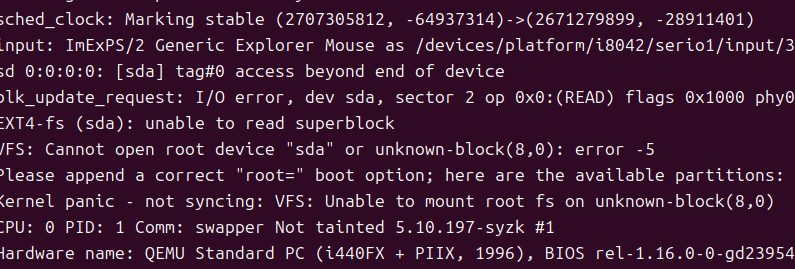 sched_clock: Marking stable (2707305812, -64937314)->(2671279899, -28911401)
input: ImExPS/2 Generic Explorer Mouse as /devices/platform/i8042/serio1/input/3
sd 0:0:0:0: [sda] tag#0 access beyond end of device
blk_update_request: I/O error, dev sda, sector 2 op 0x0:(READ) flags 0x1000 phy0
EXT4-fs (sda): unable to read superblock
VFS: Cannot open root device "sda" or unknown-block(8,0): error -5
Please append a correct "root=" boot option; here are the available partitions:
Kernel panic - not syncing: VFS: Unable to mount root fs on unknown-block(8,0)
CPU: 0 PID: 1 Comm: swapper Not tainted 5.10.197-syzk #1
Hardware name: QEMU Standard PC (i440FX + PIIX, 1996), BIOS rel-1.16.0-0-gd23954